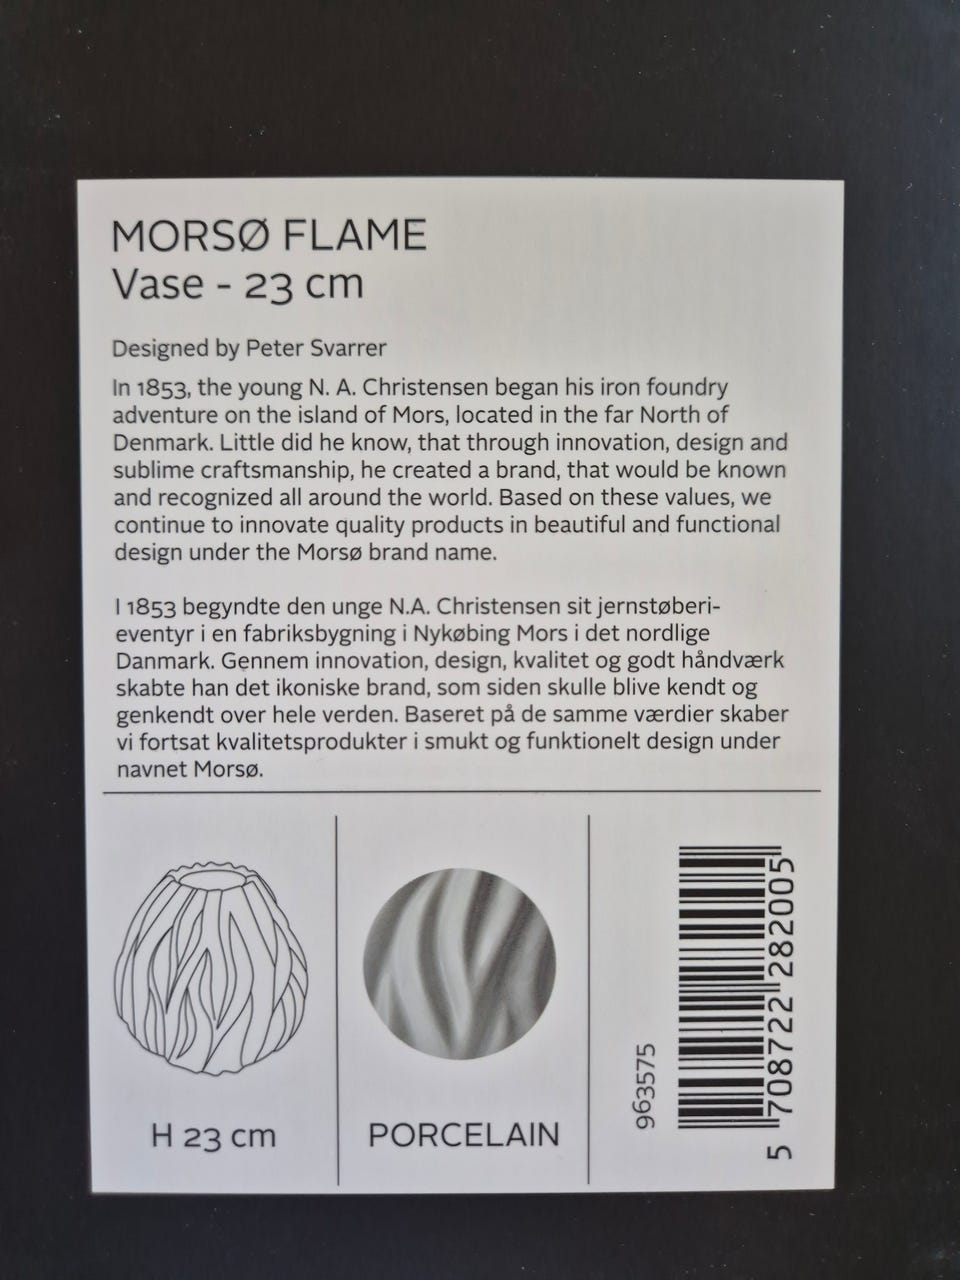 MORSØ FLAME
Vase - 23 cm
Designed by Peter Svarrer
In 1853, the young N. A. Christensen began his iron foundry
adventure on the island of Mors, located in the far North of
Denmark. Little did he know, that through innovation, design and
sublime craftsmanship, he created a brand, that would be known
and recognized all around the world. Based on these values, we
continue to innovate quality products in beautiful and functional
design under the Morsø brand name.
I 1853 begyndte den unge N.A. Christensen sit jernstøberi-
eventyr i en fabriksbygning i Nykøbing Mors i det nordlige
Danmark. Gennem innovation, design, kvalitet og godt håndværk
skabte han det ikoniske brand, som siden skulle blive kendt og
genkendt over hele verden. Baseret på de samme værdier skaber
vi fortsat kvalitetsprodukter i smukt og funktionelt design under
navnet Morsø.
H 23 cm
PORCELAIN
963575
5 708722 282005